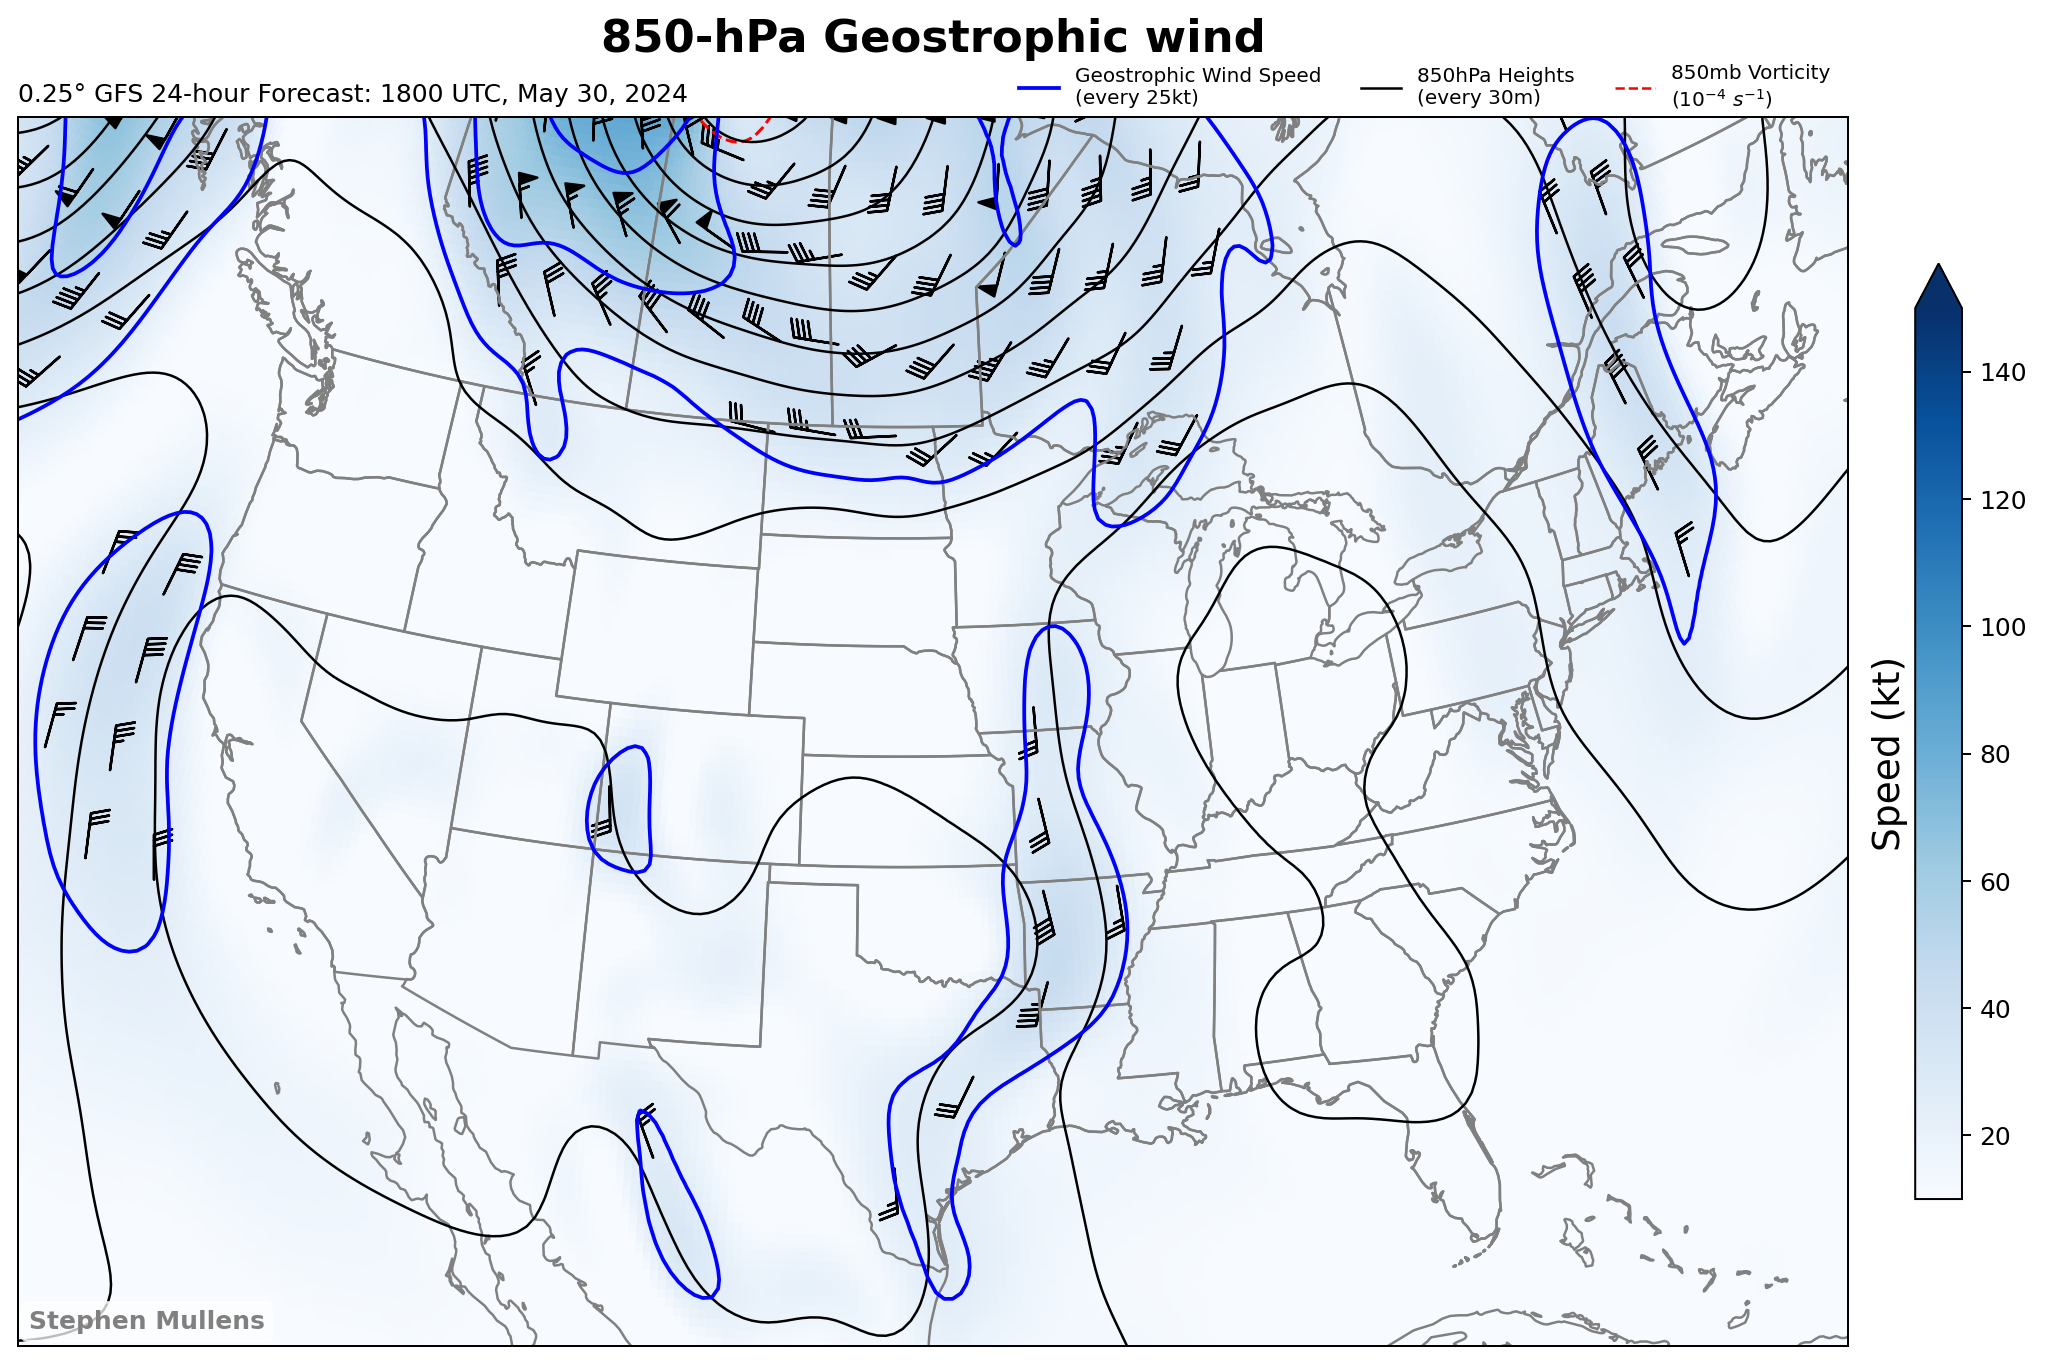 850-hPa Geostrophic wind
0.25° GFS 24-hour Forecast: 1800 UTC, May 30, 2024
Geostrophic Wind Speed
(every 25kt)
850hPa Heights
(every 30m)
850mb Vorticity
(10⁻⁴ s⁻¹)
140
120
100
80
60
40
20
Speed (kt)
Stephen Mullens